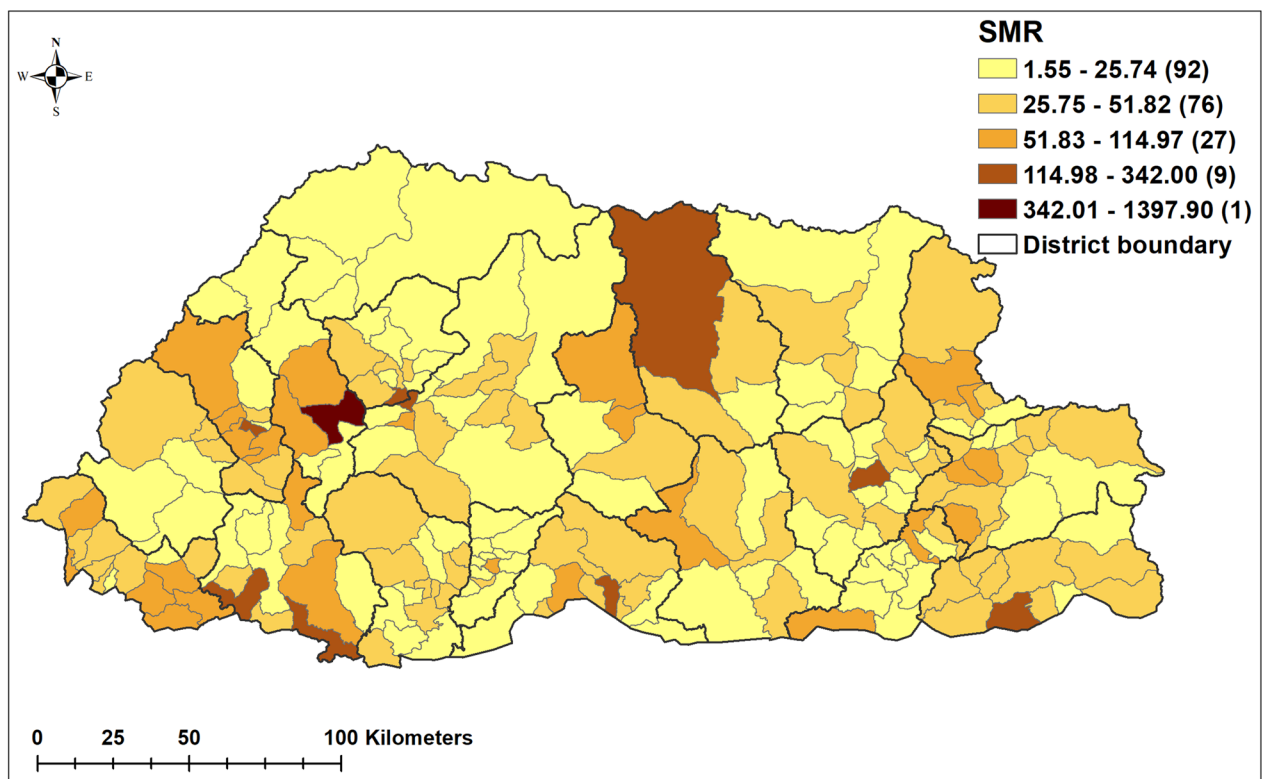 SMR
N
W E
S
1.55 - 25.74 (92)
25.75 - 51.82 (76)
51.83 - 114.97 (27)
114.98 - 342.00 (9)
342.01 - 1397.90 (1)
District boundary
0 25 50 100 Kilometers